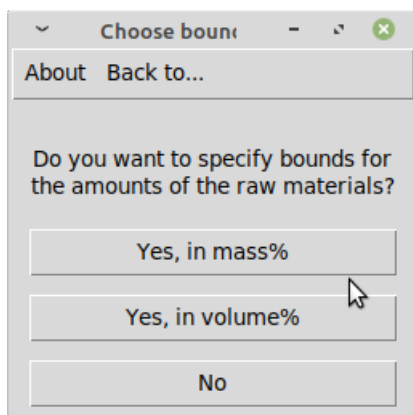 Choose boun
About Back to...
Do you want to specify bounds for
the amounts of the raw materials?
Yes, in mass%
Yes, in volume%
No